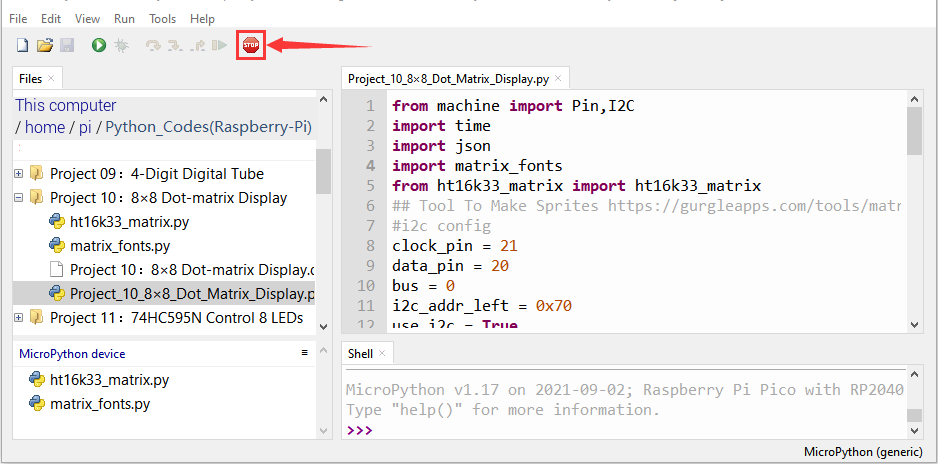 File Edit View Run Tools Help
STOP
Files
This computer
/ home / pi / Python_Codes(Raspberry-Pi)
Project 09：4-Digit Digital Tube
Project 10：8×8 Dot-matrix Display
ht16k33_matrix.py
matrix_fonts.py
Project 10：8×8 Dot-matrix Display.
Project_10_8×8_Dot_Matrix_Display.p
Project 11：74HC595N Control 8 LEDs
MicroPython device
ht16k33_matrix.py
matrix_fonts.py
Project_10_8×8_Dot_Matrix_Display.py
1 from machine import Pin,I2C
2 import time
3 import json
4 import matrix_fonts
5 from ht16k33_matrix import ht16k33_matrix
6 ## Tool To Make Sprites https://gurgleapps.com/tools/matr
7 #i2c config
8 clock_pin = 21
9 data_pin = 20
10 bus = 0
11 i2c_addr_left = 0x70
12 use_i2c = True
Shell
MicroPython v1.17 on 2021-09-02; Raspberry Pi Pico with RP2040
Type "help()" for more information.
>>>
MicroPython (generic)